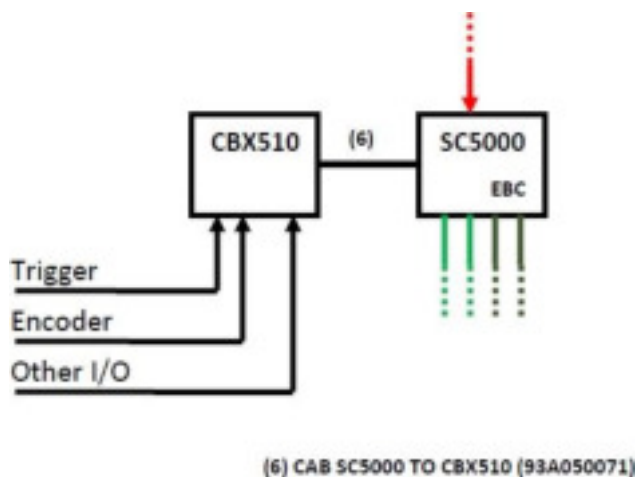 CBX510
(6)
SC5000
EBC
Trigger
Encoder
Other I/O
(6) CAB SC5000 TO CBX510 (93A050071)